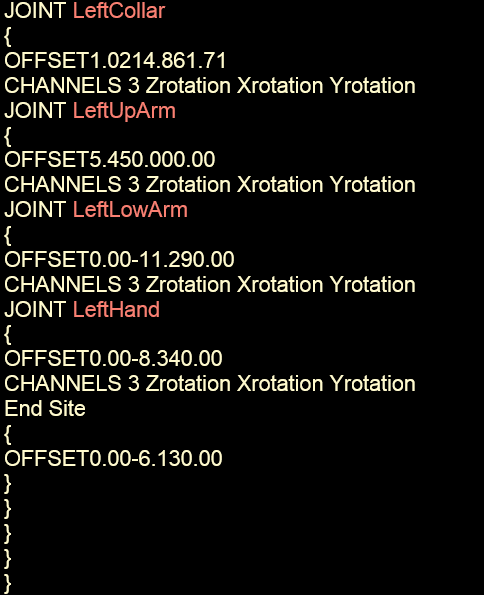 JOINT LeftCollar
{
OFFSET1.0214.861.71
CHANNELS 3 Zrotation Xrotation Yrotation
JOINT LeftUpArm
{
OFFSET5.450.000.00
CHANNELS 3 Zrotation Xrotation Yrotation
JOINT LeftLowArm
{
OFFSET0.00-11.290.00
CHANNELS 3 Zrotation Xrotation Yrotation
JOINT LeftHand
{
OFFSET0.00-8.340.00
CHANNELS 3 Zrotation Xrotation Yrotation
End Site
{
OFFSET0.00-6.130.00
}
}
}
}
}